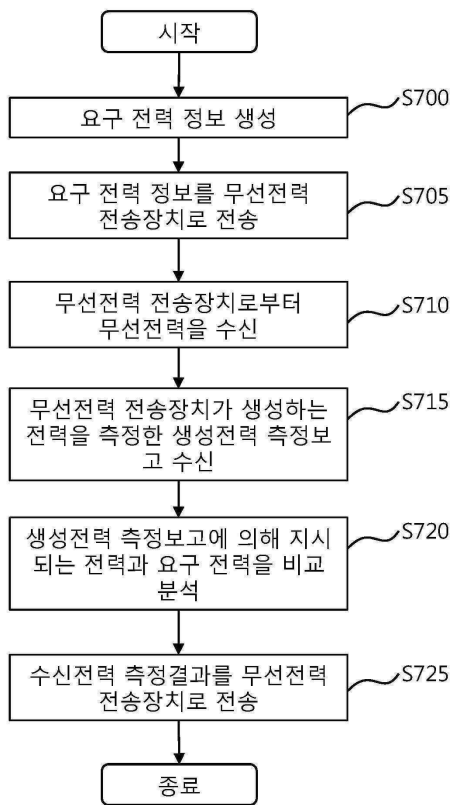 시작
요구 전력 정보 생성
S700
요구 전력 정보를 무선전력
전송장치로 전송
S705
무선전력 전송장치로부터
무선전력을 수신
S710
무선전력 전송장치가 생성하는
전력을 측정한 생성전력 측정보
고 수신
S715
생성전력 측정보고에 의해 지시
되는 전력과 요구 전력을 비교
분석
S720
수신전력 측정결과를 무선전력
전송장치로 전송
S725
종료